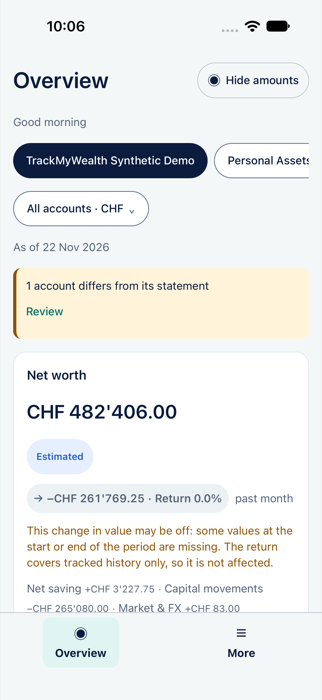 10:06
Overview
Hide amounts
Good morning
TrackMyWealth Synthetic Demo
Personal Assets
All accounts · CHF
As of 22 Nov 2026
1 account differs from its statement
Review
Net worth
CHF 482'406.00
Estimated
→ −CHF 261'769.25 · Return 0.0% past month
This change in value may be off: some values at the
start or end of the period are missing. The return
covers tracked history only, so it is not affected.
Net saving +CHF 3'227.75 · Capital movements
−CHF 265'080.00 · Market & FX +CHF 83.00
Overview
More